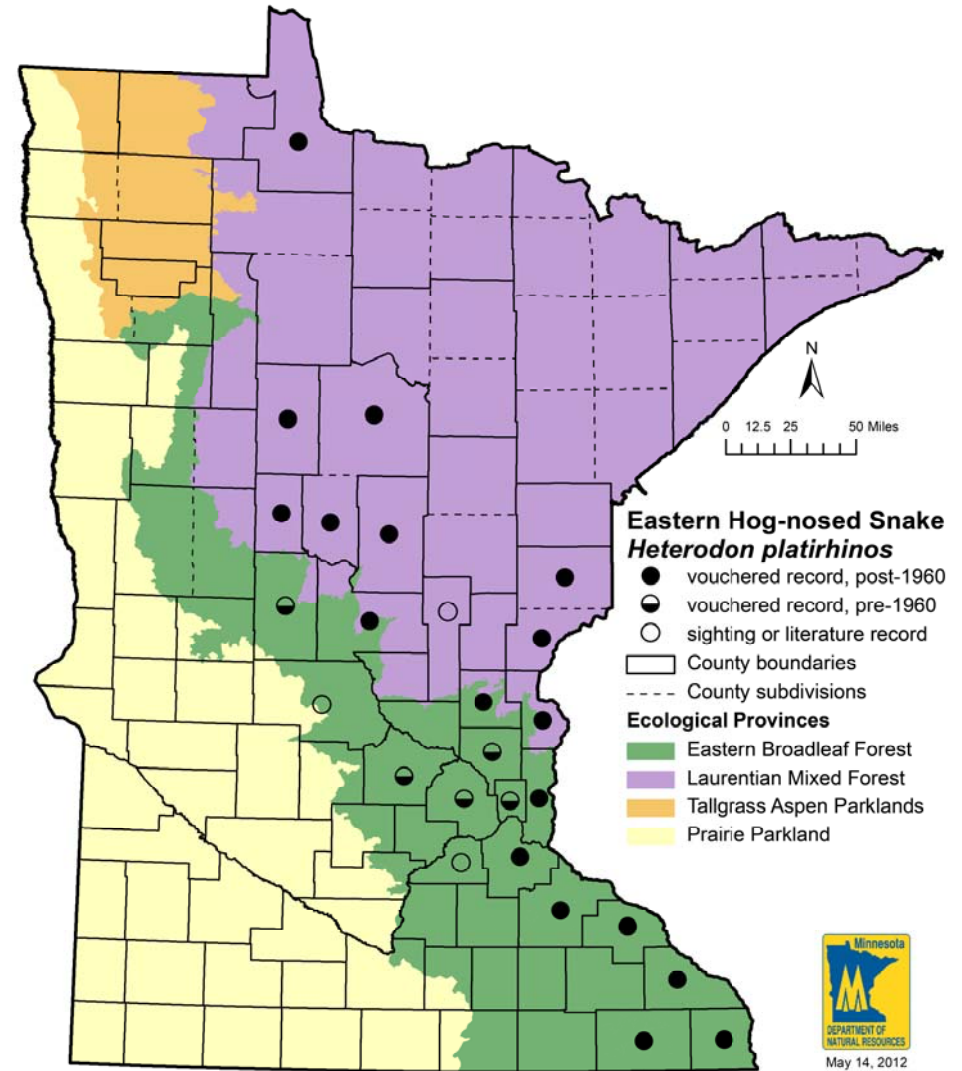 N
0 12.5 25 50 Miles
Eastern Hog-nosed Snake
Heterodon platirhinos
vouchered record, post-1960
vouchered record, pre-1960
sighting or literature record
County boundaries
County subdivisions
Ecological Provinces
Eastern Broadleaf Forest
Laurentian Mixed Forest
Tallgrass Aspen Parklands
Prairie Parkland
Minnesota
M
DEPARTMENT OF
NATURAL RESOURCES
May 14, 2012